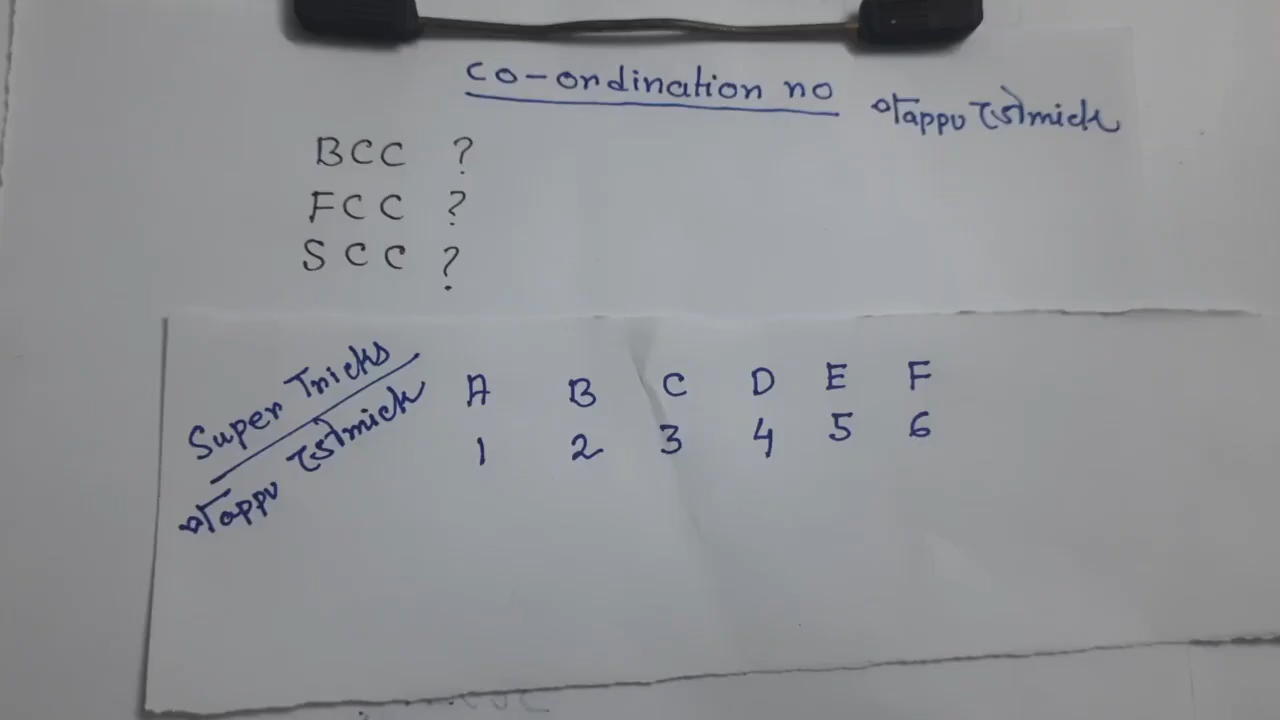 co-ordination no
BCC ?
FCC ?
SCC ?
Super Tricks
A B C D E F
1 2 3 4 5 6